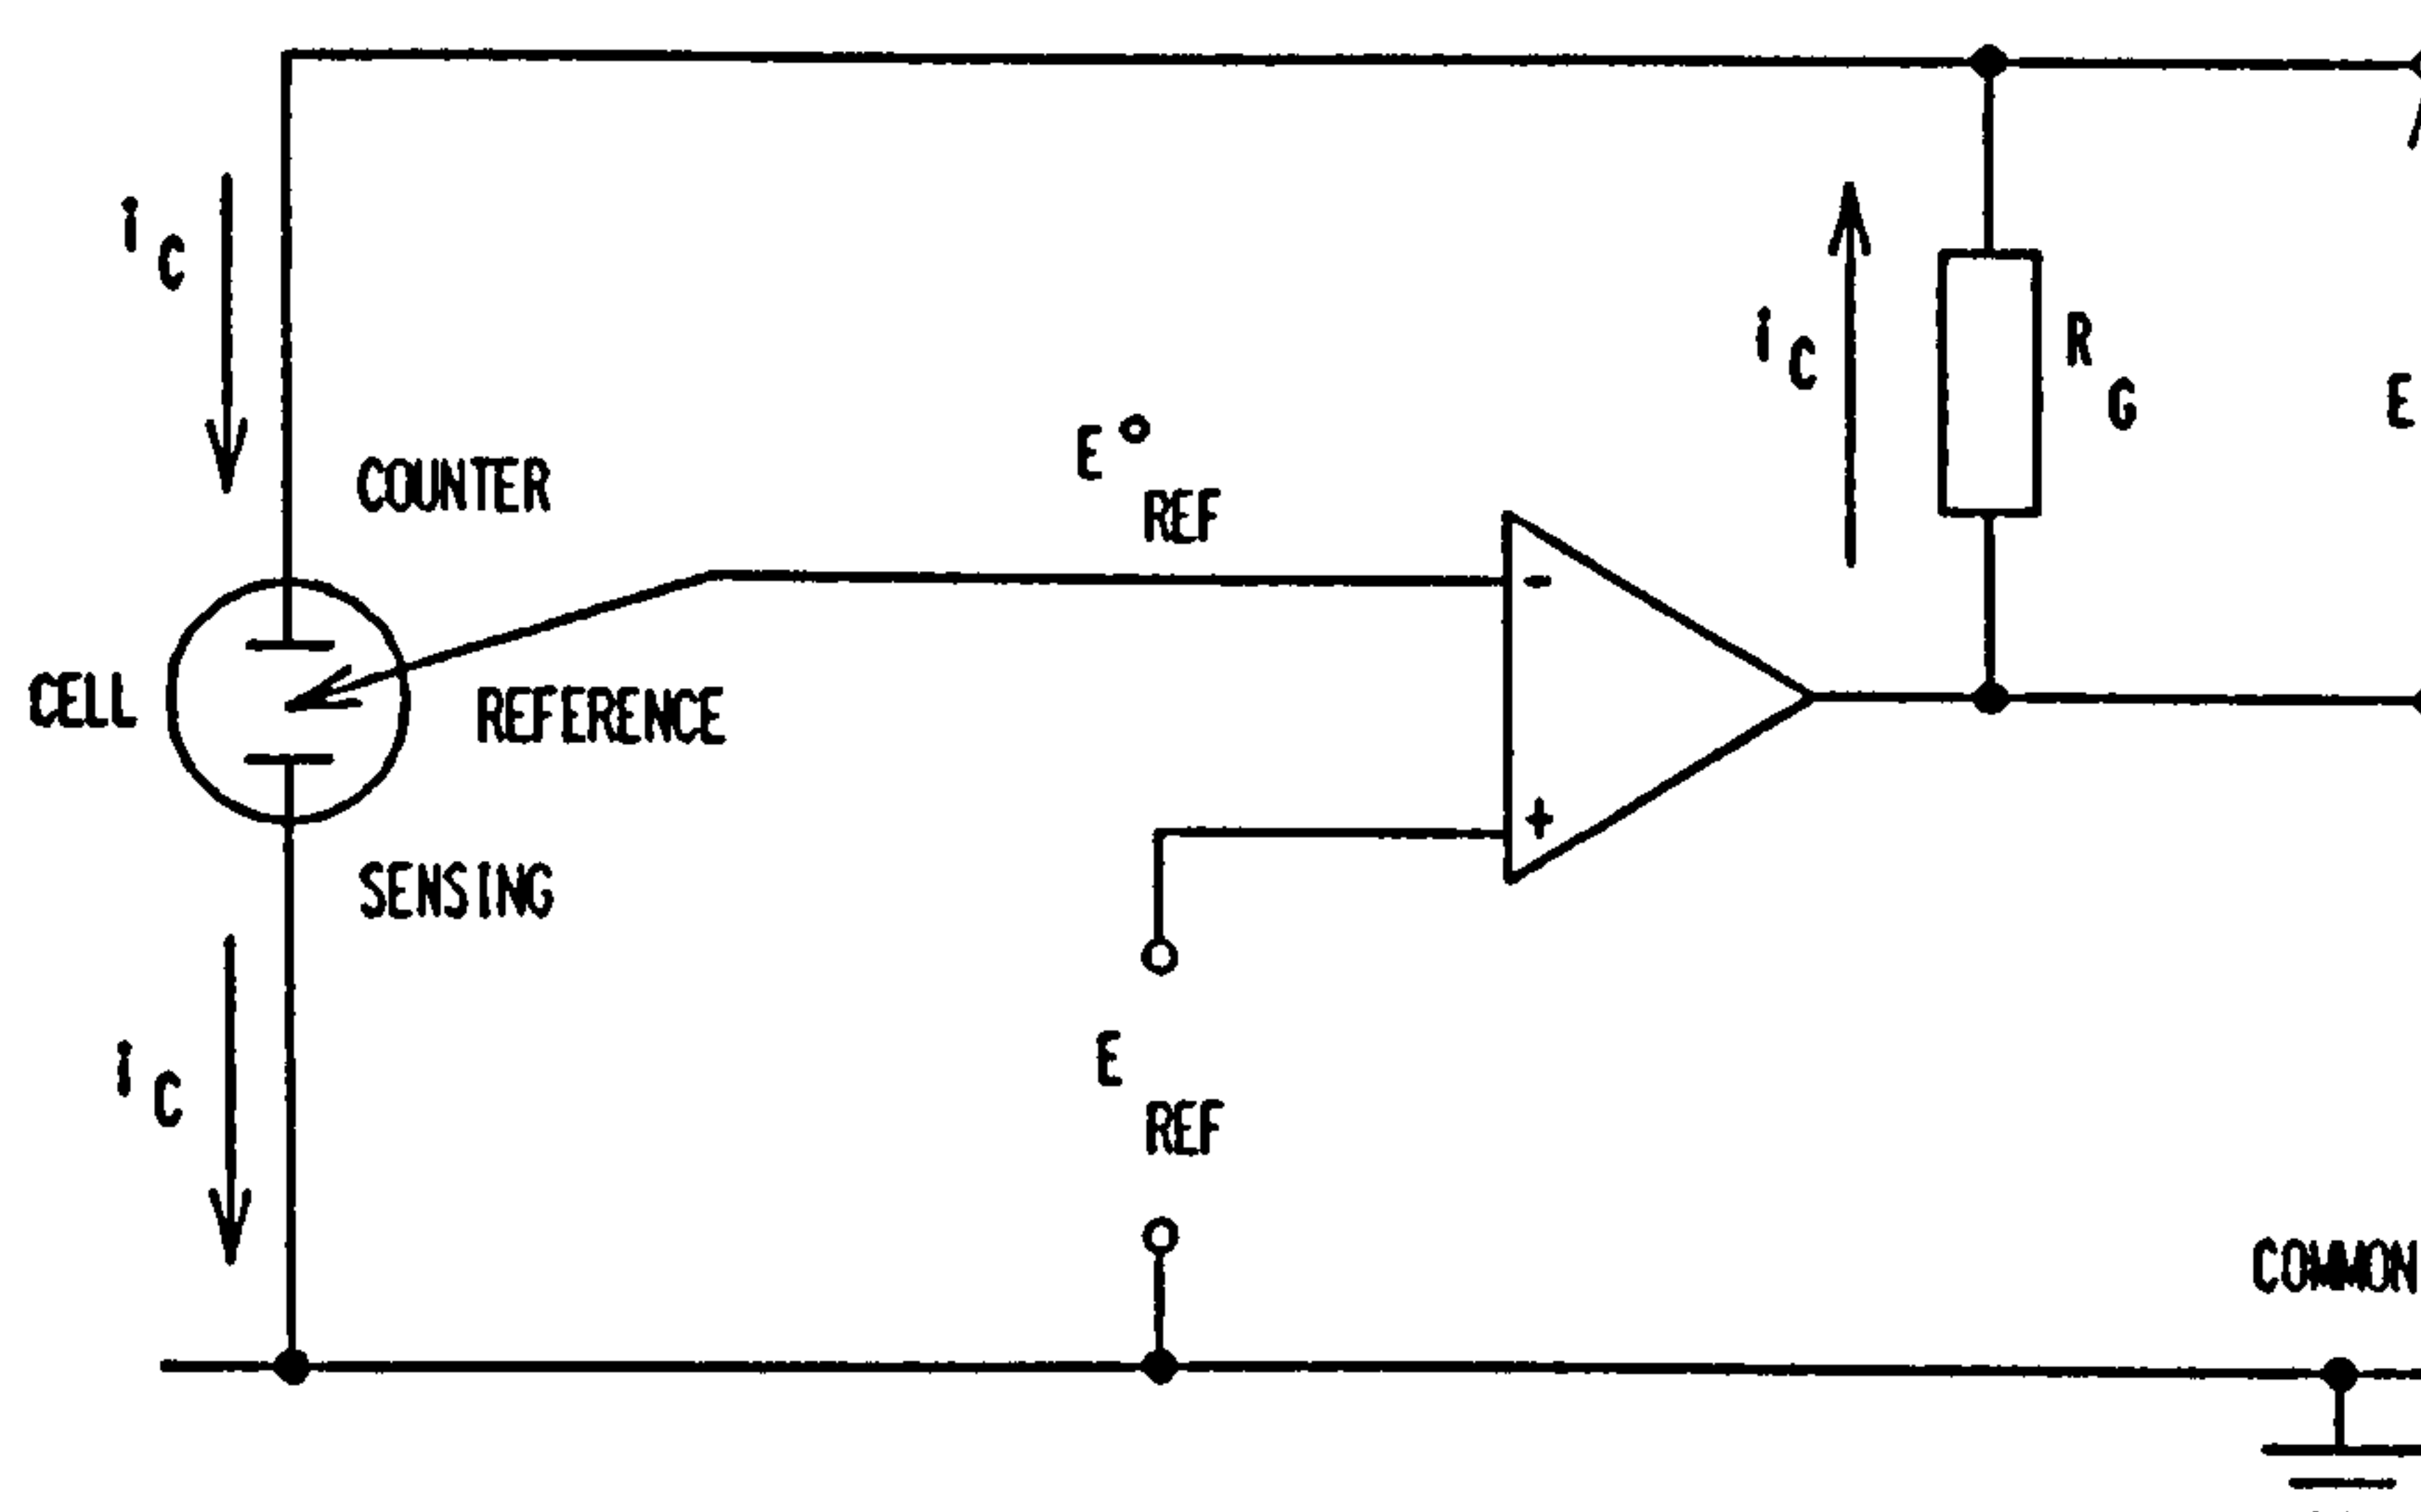 i C
COUNTER
CELL
REFERENCE
SENSING
i C
E° REF
-
+
E REF
i C
R G
E
COMMON